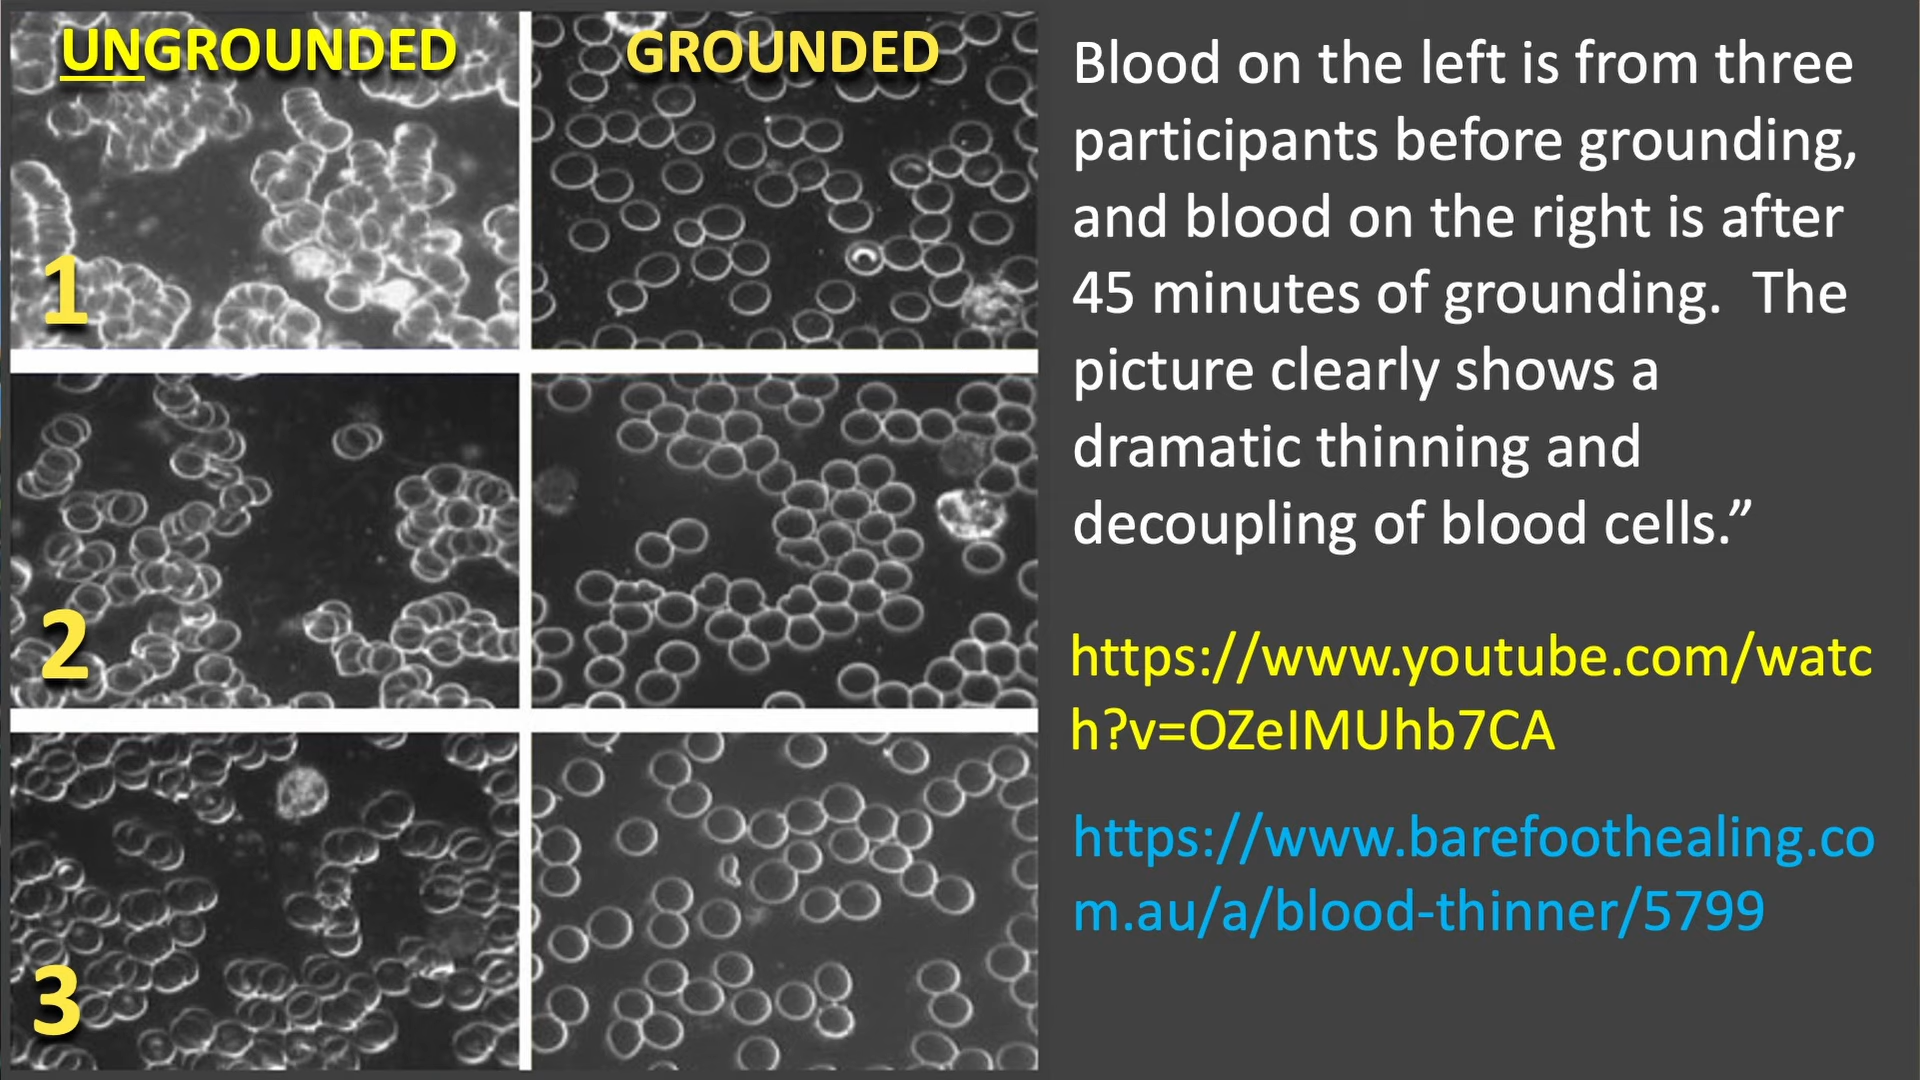 UNGROUNDED
GROUNDED
1
2
3
Blood on the left is from three
participants before grounding,
and blood on the right is after
45 minutes of grounding.  The
picture clearly shows a
dramatic thinning and
decoupling of blood cells.”
https://www.youtube.com/watc
h?v=OZeIMUhb7CA
https://www.barefoothealing.co
m.au/a/blood-thinner/5799